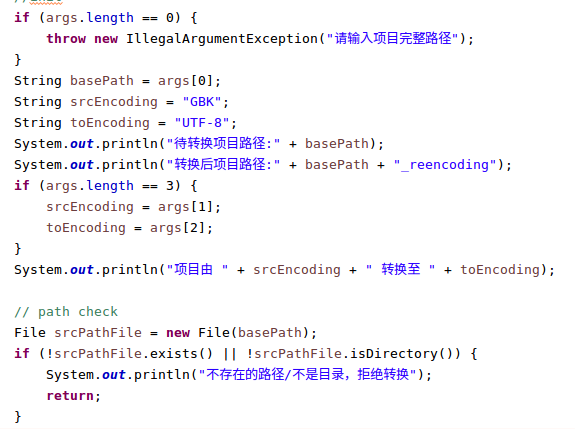 if (args.length == 0) {
    throw new IllegalArgumentException("请输入项目完整路径");
}
String basePath = args[0];
String srcEncoding = "GBK";
String toEncoding = "UTF-8";
System.out.println("待转换项目路径:" + basePath);
System.out.println("转换后项目路径:" + basePath + "_reencoding");
if (args.length == 3) {
    srcEncoding = args[1];
    toEncoding = args[2];
}
System.out.println("项目由 " + srcEncoding + " 转换至 " + toEncoding);
// path check
File srcPathFile = new File(basePath);
if (!srcPathFile.exists() || !srcPathFile.isDirectory()) {
    System.out.println("不存在的路径/不是目录，拒绝转换");
    return;
}